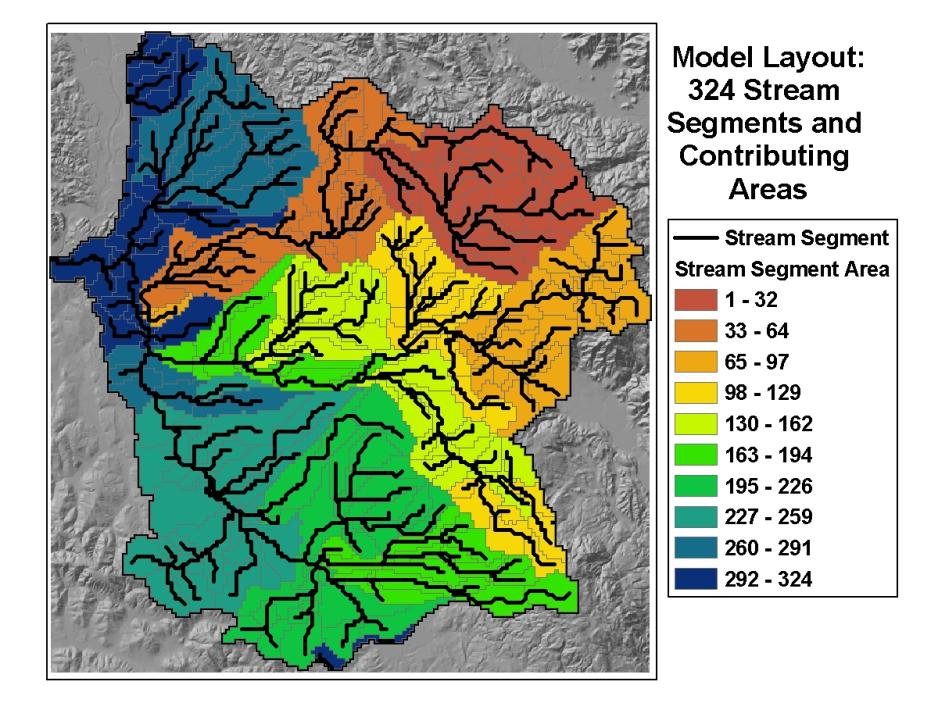 Model Layout:
324 Stream
Segments and
Contributing
Areas
Stream Segment
Stream Segment Area
1 - 32
33 - 64
65 - 97
98 - 129
130 - 162
163 - 194
195 - 226
227 - 259
260 - 291
292 - 324